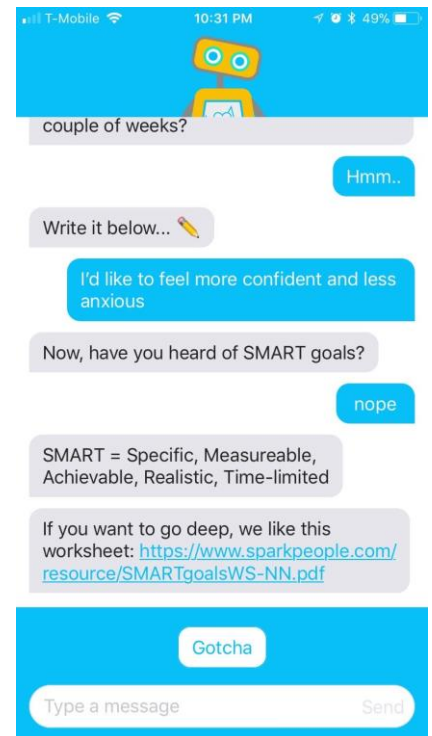 T-Mobile 10:31 PM 49%
couple of weeks?
Hmm..
Write it below... ✏️
I'd like to feel more confident and less
anxious
Now, have you heard of SMART goals?
nope
SMART = Specific, Measureable,
Achievable, Realistic, Time-limited
If you want to go deep, we like this
worksheet: https://www.sparkpeople.com/
resource/SMARTgoalsWS-NN.pdf
Gotcha
Type a message Send